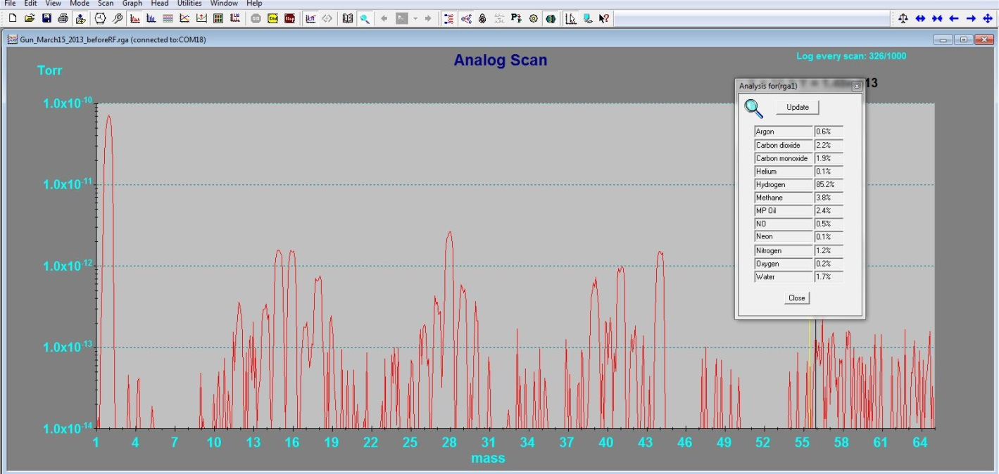 File Edit View Mode Scan Graph Head Utilities Window Help
Gun_March15_2013_beforeRF.rga (connected to:COM18)
Analog Scan
Log every scan: 326/1000
Torr
13
Analysis for(rga1)
Update
Argon 0.6%
Carbon dioxide 2.2%
Carbon monoxide 1.9%
Helium 0.1%
Hydrogen 85.2%
Methane 3.8%
MP Oil 2.4%
NO 0.5%
Neon 0.1%
Nitrogen 1.2%
Oxygen 0.2%
Water 1.7%
Close
1.0x10-10
1.0x10-11
1.0x10-12
1.0x10-13
1.0x10-14
1 4 7 10 13 16 19 22 25 28 31 34 37 40 43 46 49 52 55 58 61 64
mass